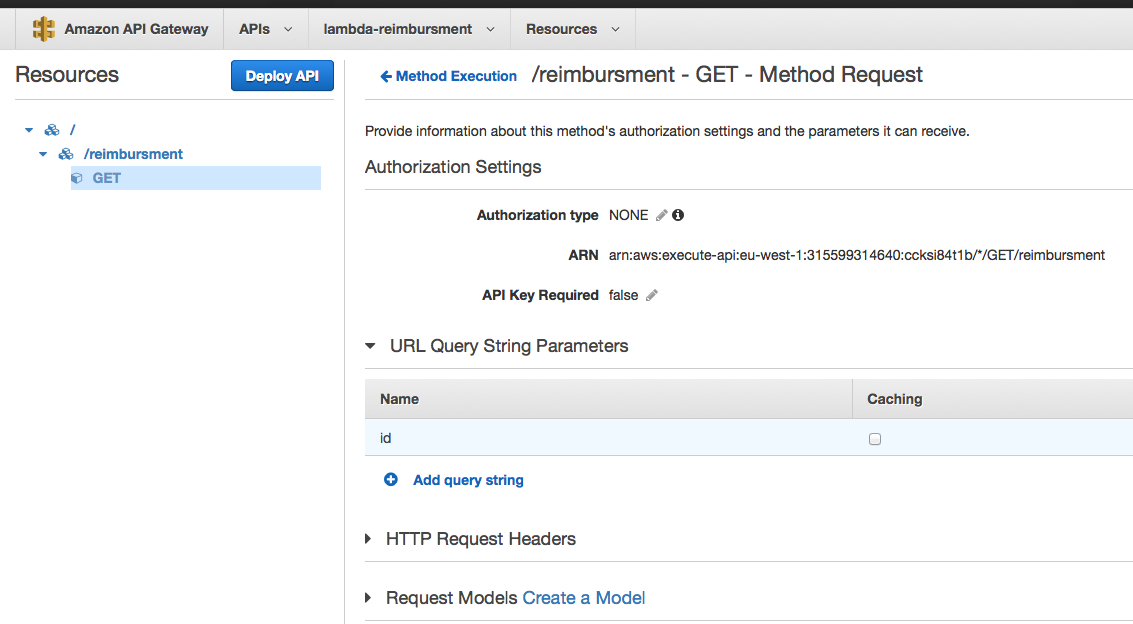 Amazon API Gateway APIs lambda-reimbursment Resources
Resources Deploy API
Method Execution /reimbursment - GET - Method Request
/
/reimbursment
GET
Provide information about this method's authorization settings and the parameters it can receive.
Authorization Settings
Authorization type NONE
ARN arn:aws:execute-api:eu-west-1:315599314640:ccksi84t1b/*/GET/reimbursment
API Key Required false
URL Query String Parameters
Name Caching
id
Add query string
HTTP Request Headers
Request Models Create a Model